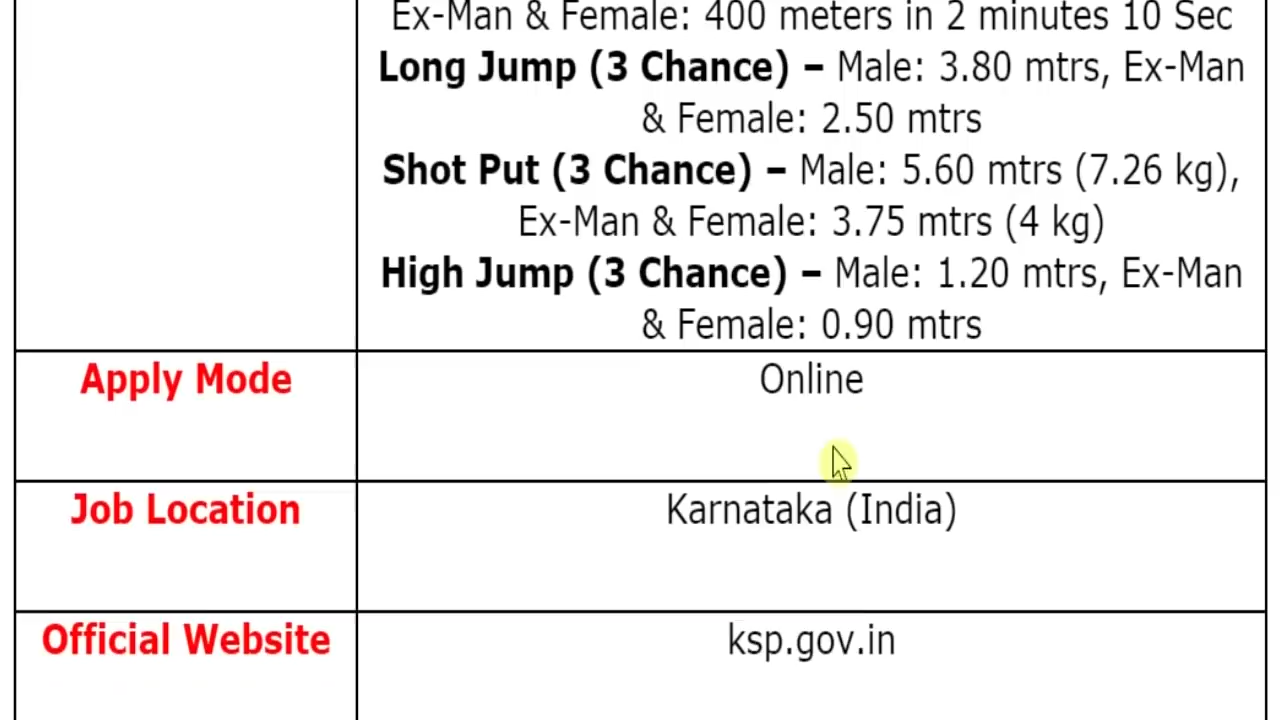 Ex-Man & Female: 400 meters in 2 minutes 10 Sec
Long Jump (3 Chance) – Male: 3.80 mtrs, Ex-Man
& Female: 2.50 mtrs
Shot Put (3 Chance) – Male: 5.60 mtrs (7.26 kg),
Ex-Man & Female: 3.75 mtrs (4 kg)
High Jump (3 Chance) – Male: 1.20 mtrs, Ex-Man
& Female: 0.90 mtrs
Apply Mode
Online
Job Location
Karnataka (India)
Official Website
ksp.gov.in